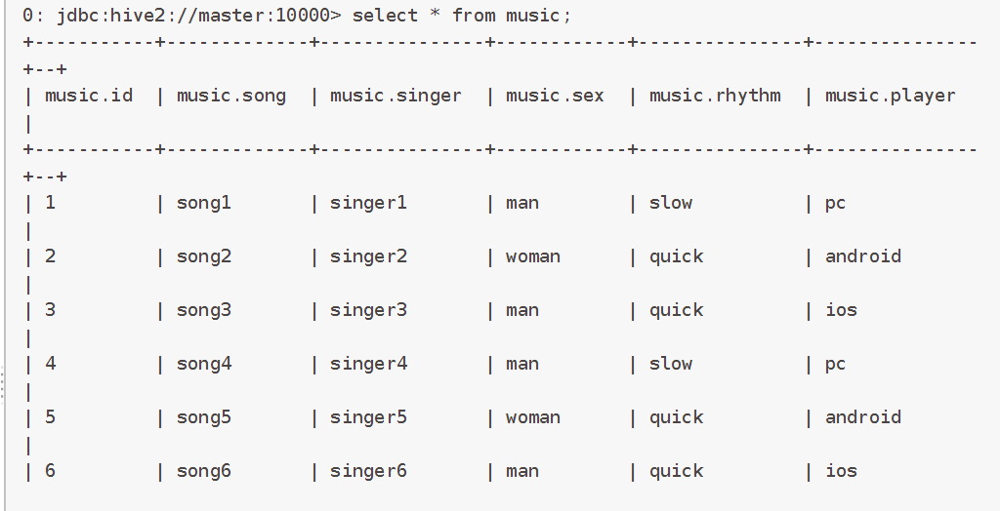 0: jdbc:hive2://master:10000> select * from music;
+-----------+-------------+---------------+------------+---------------+---------------
+--+
| music.id  | music.song  | music.singer  | music.sex  | music.rhythm  | music.player
|
+-----------+-------------+---------------+------------+---------------+---------------
+--+
| 1         | song1       | singer1       | man        | slow          | pc
|
| 2         | song2       | singer2       | woman      | quick         | android
|
| 3         | song3       | singer3       | man        | quick         | ios
|
| 4         | song4       | singer4       | man        | slow          | pc
|
| 5         | song5       | singer5       | woman      | quick         | android
|
| 6         | song6       | singer6       | man        | quick         | ios